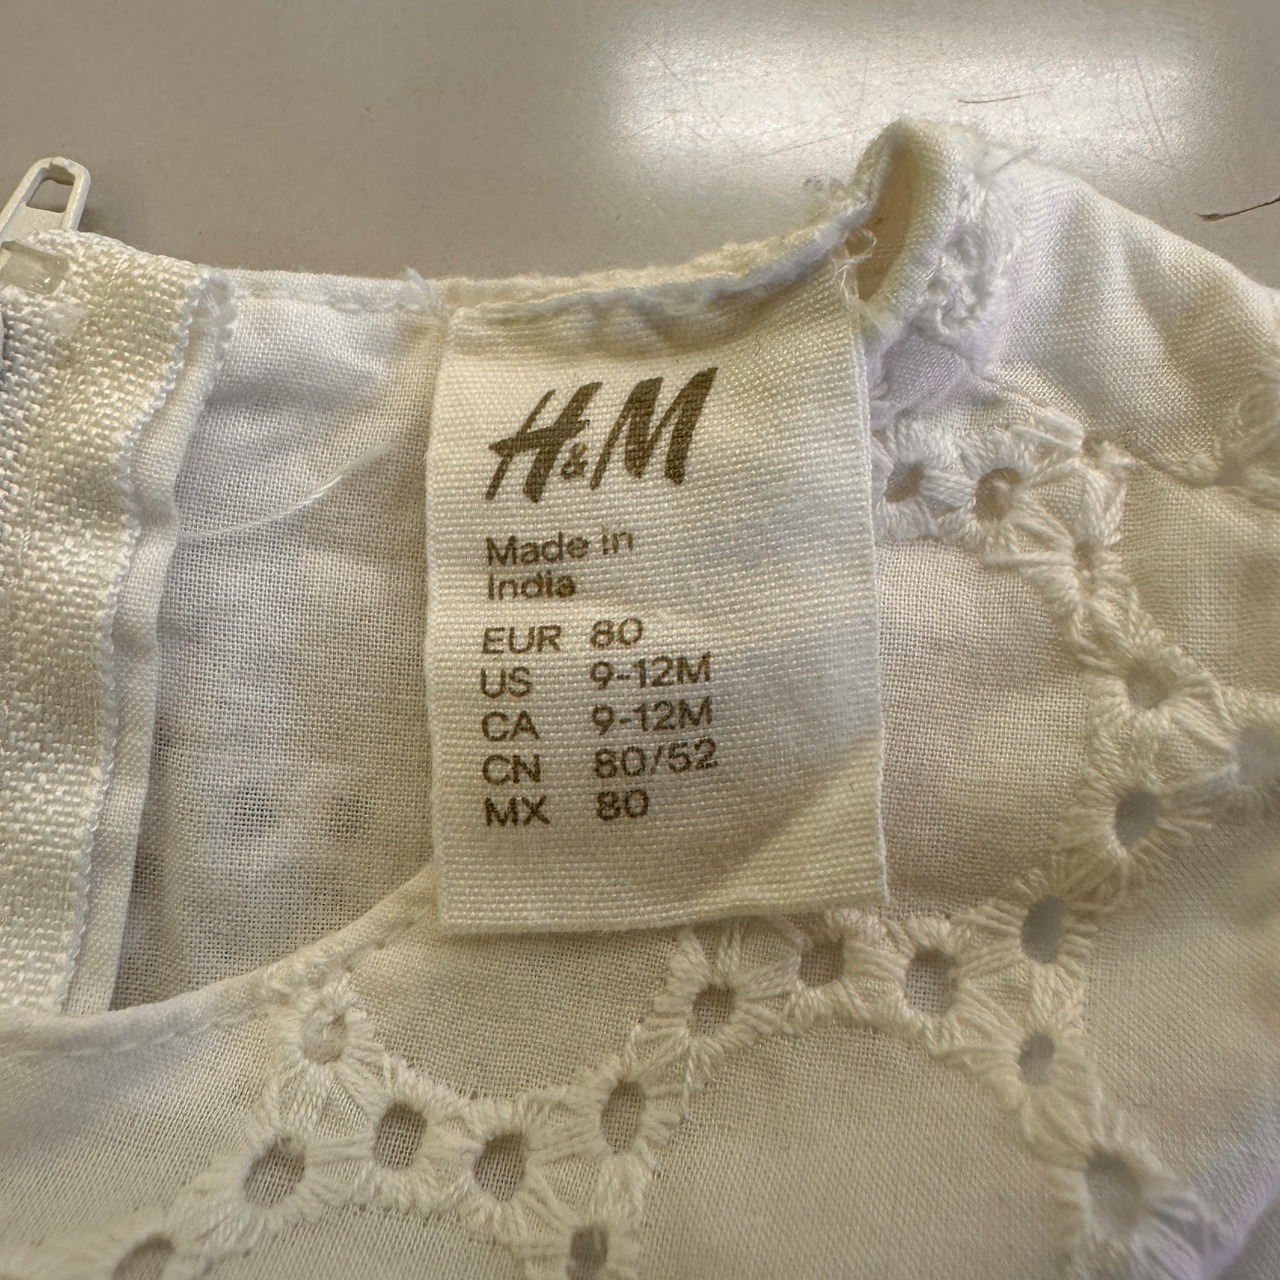 H&M
Made in
India
EUR 80
US 9-12M
CA 9-12M
CN 80/52
MX 80